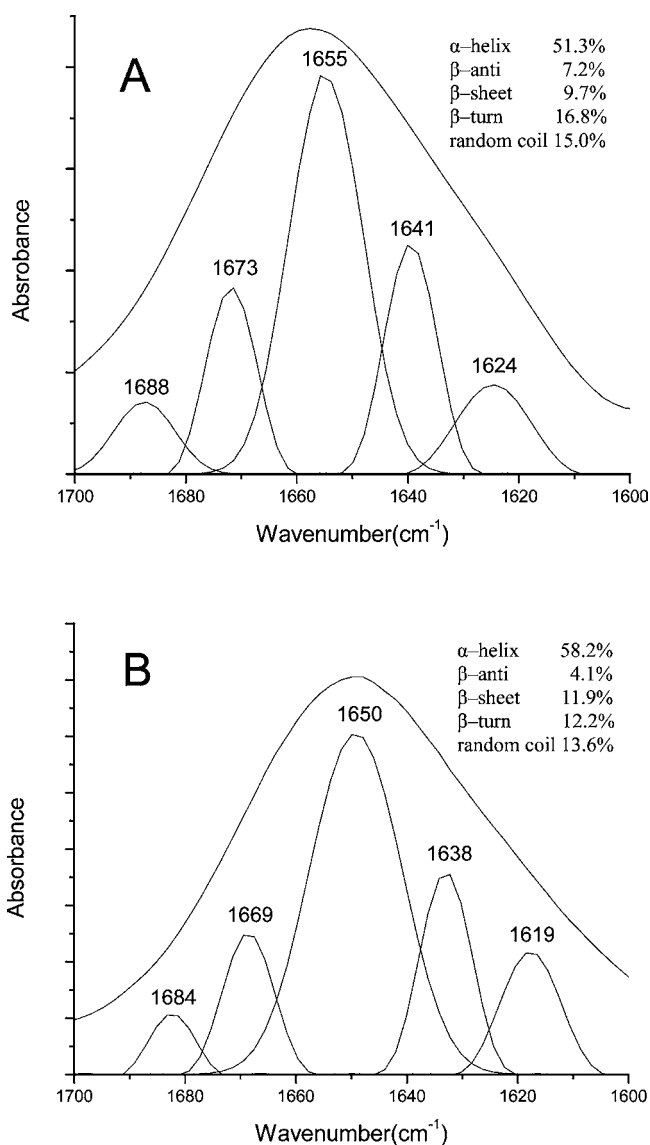 A
α–helix 51.3%
β–anti 7.2%
β–sheet 9.7%
β–turn 16.8%
random coil 15.0%
1655
1641
1673
1624
1688
Absrobance
1700 1680 1660 1640 1620 1600
Wavenumber(cm-1)
B
α–helix 58.2%
β–anti 4.1%
β–sheet 11.9%
β–turn 12.2%
random coil 13.6%
1650
1638
1669
1619
1684
Absorbance
1700 1680 1660 1640 1620 1600
Wavenumber(cm-1)